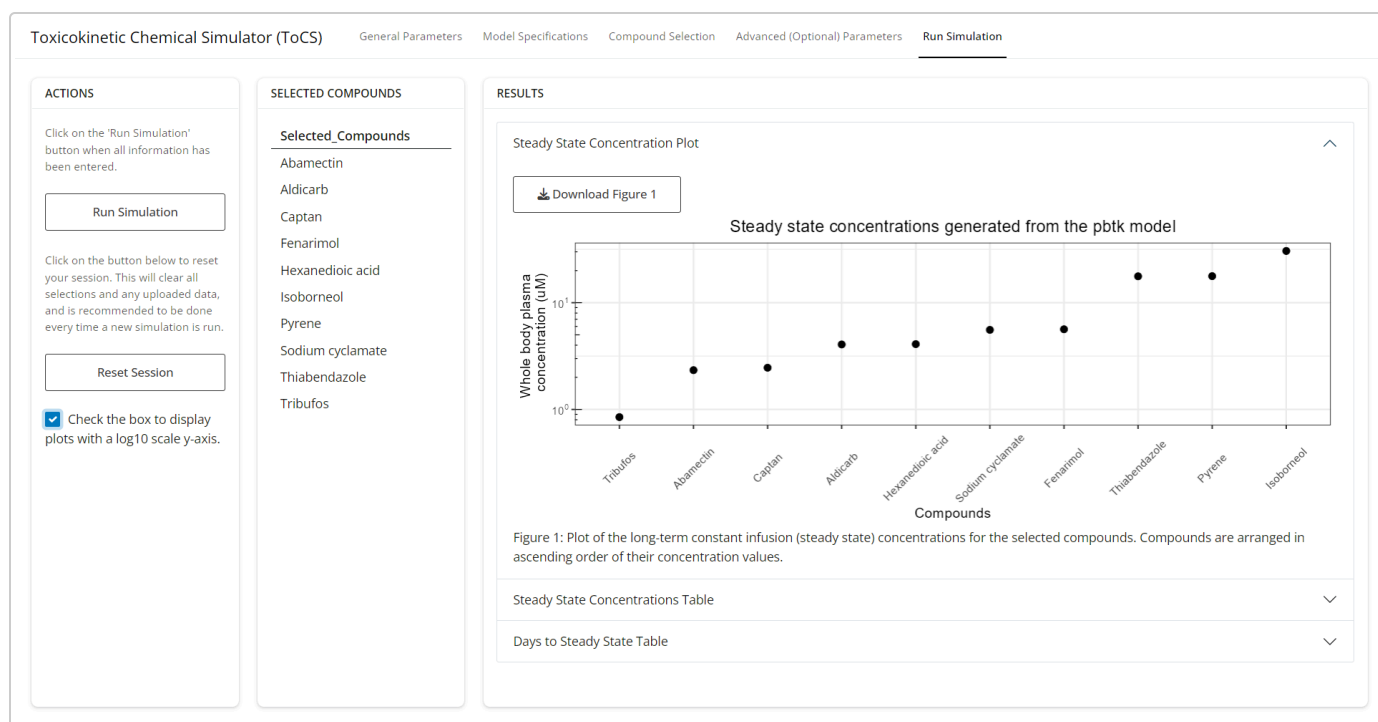 Toxicokinetic Chemical Simulator (ToCS)
General Parameters
Model Specifications
Compound Selection
Advanced (Optional) Parameters
Run Simulation
ACTIONS
Click on the 'Run Simulation'
button when all information has
been entered.
Run Simulation
Click on the button below to reset
your session. This will clear all
selections and any uploaded data,
and is recommended to be done
every time a new simulation is run.
Reset Session
Check the box to display
plots with a log10 scale y-axis.
SELECTED COMPOUNDS
Selected_Compounds
Abamectin
Aldicarb
Captan
Fenarimol
Hexanedioic acid
Isoborneol
Pyrene
Sodium cyclamate
Thiabendazole
Tribufos
RESULTS
Steady State Concentration Plot
Download Figure 1
Steady state concentrations generated from the pbtk model
Whole body plasma
concentration (uM)
10¹
10⁰
Tribufos
Abamectin
Captan
Aldicarb
Hexanedioic acid
Sodium cyclamate
Fenarimol
Thiabendazole
Pyrene
Isoborneol
Compounds
Figure 1: Plot of the long-term constant infusion (steady state) concentrations for the selected compounds. Compounds are arranged in
ascending order of their concentration values.
Steady State Concentrations Table
Days to Steady State Table